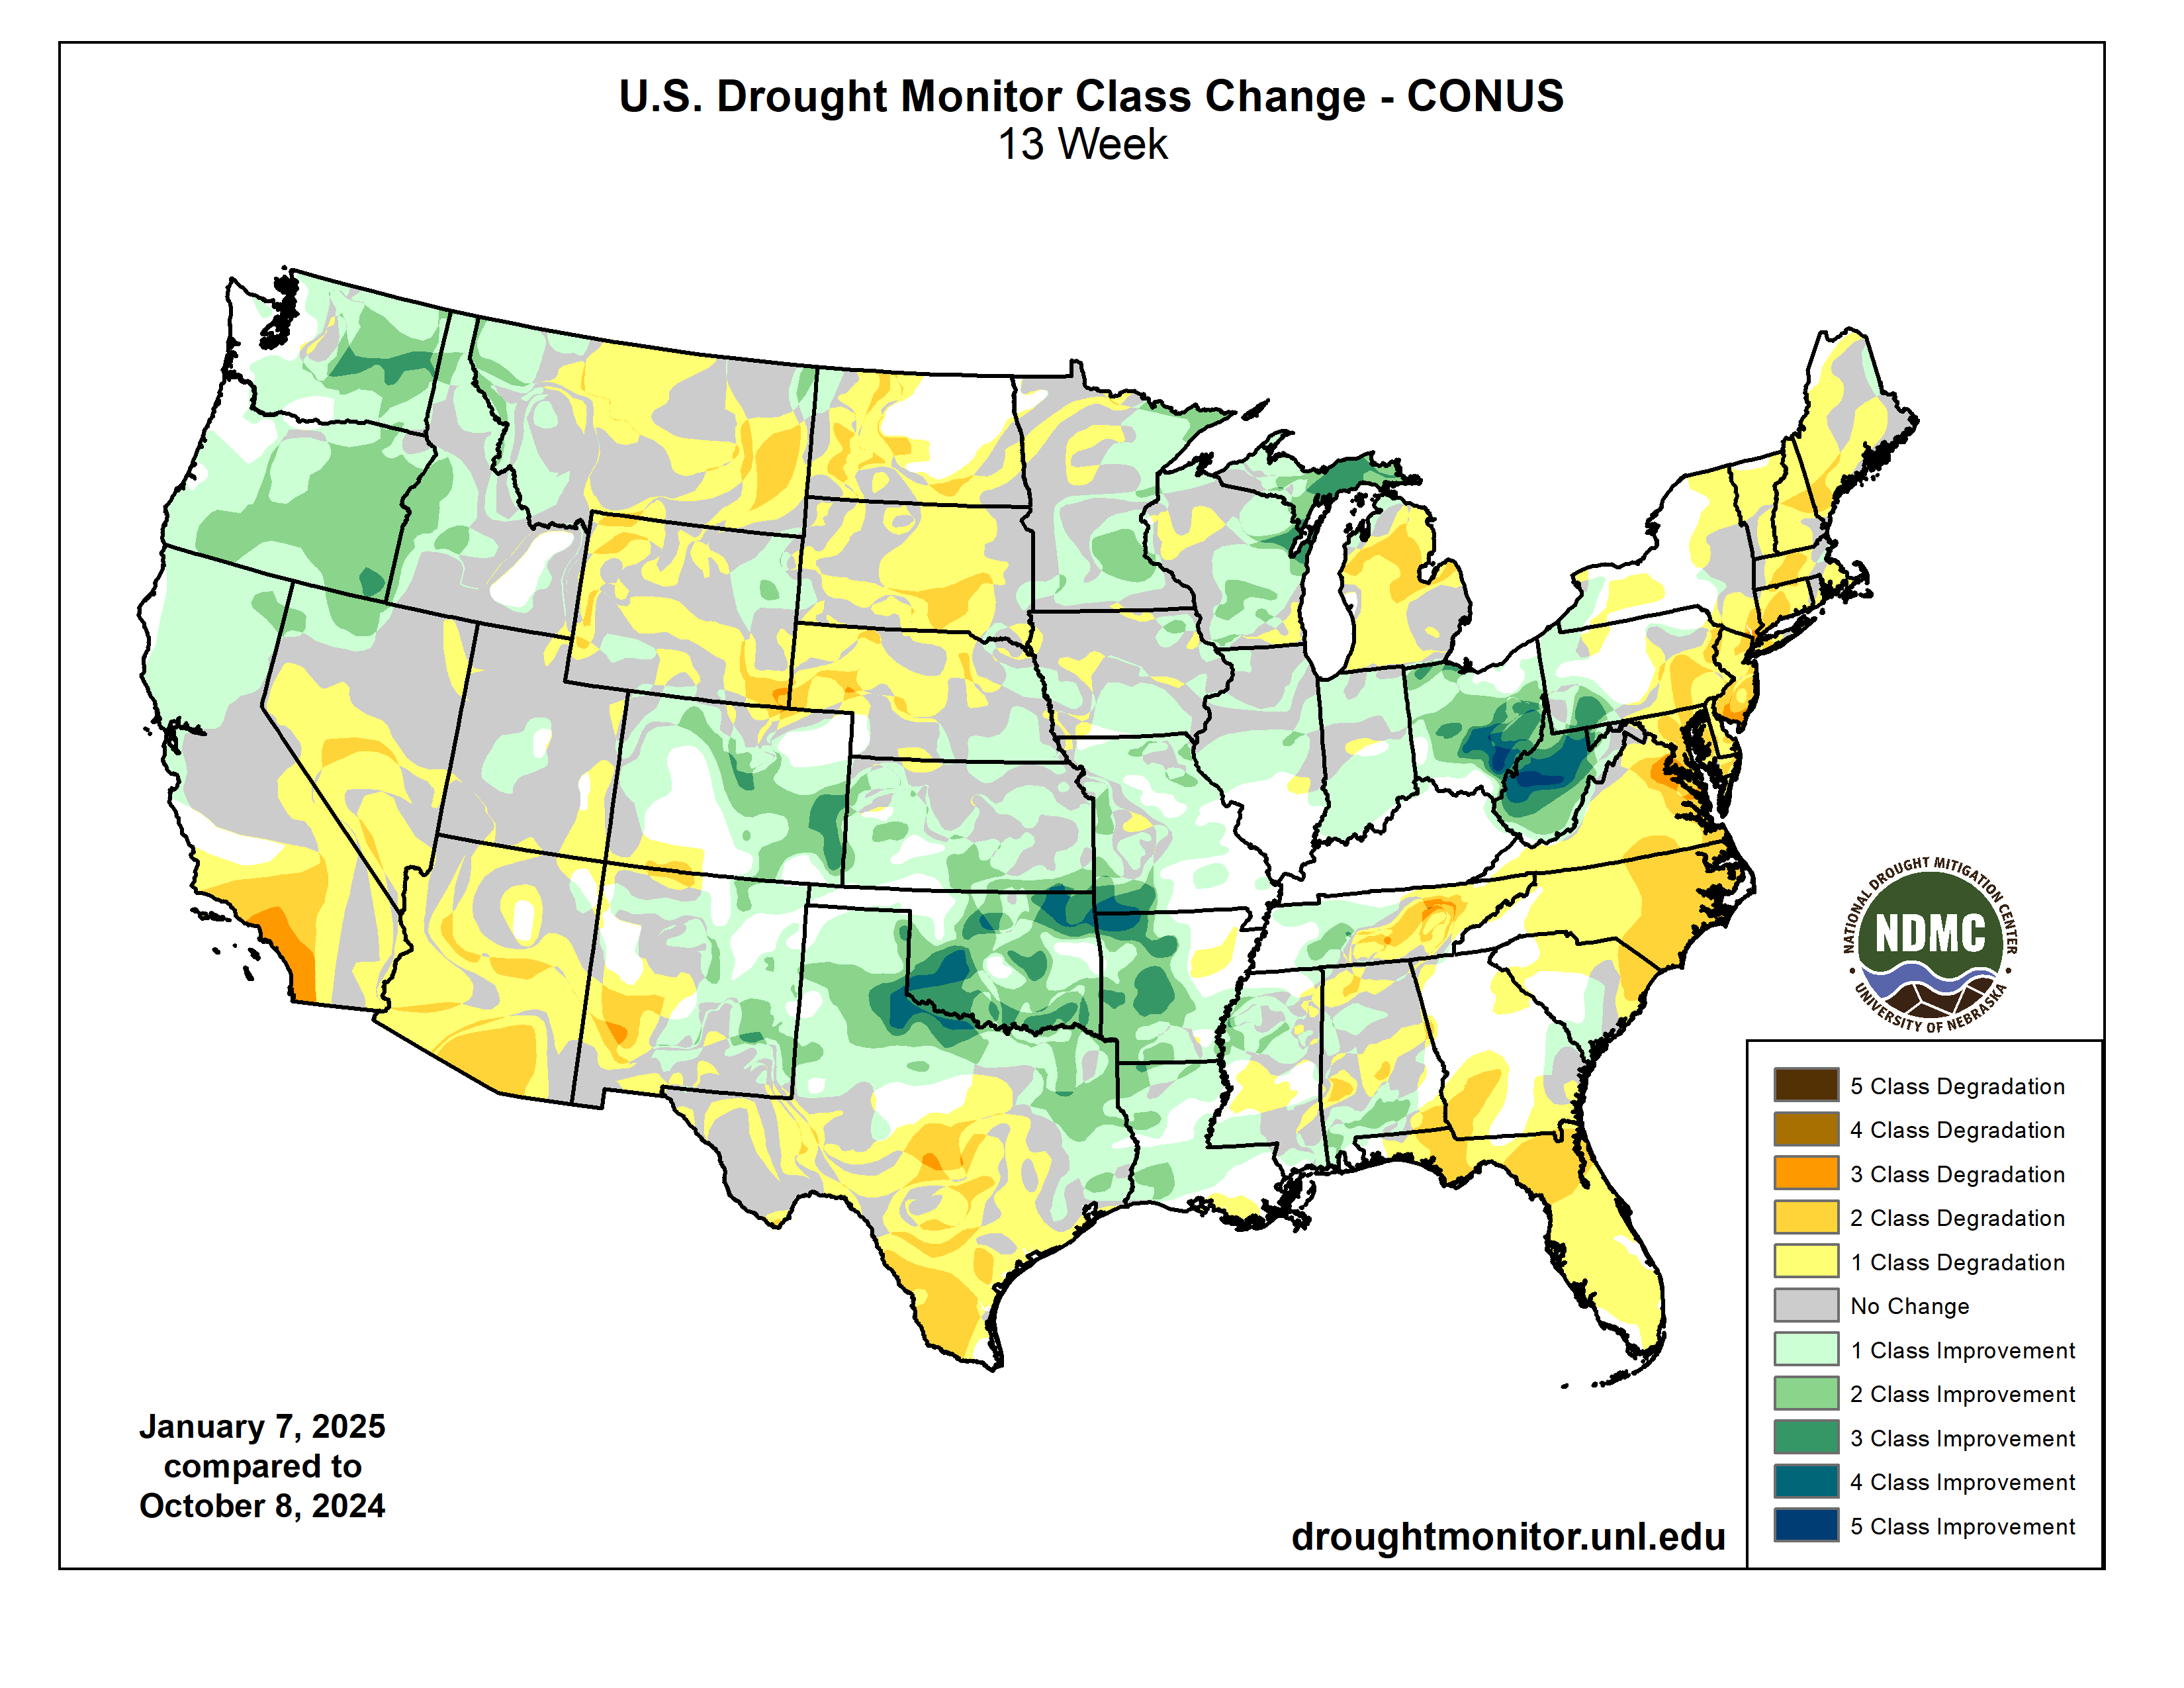 U.S. Drought Monitor Class Change - CONUS
13 Week
NATIONAL DROUGHT MITIGATION CENTER
NDMC
UNIVERSITY OF NEBRASKA
5 Class Degradation
4 Class Degradation
3 Class Degradation
2 Class Degradation
1 Class Degradation
No Change
1 Class Improvement
2 Class Improvement
3 Class Improvement
4 Class Improvement
5 Class Improvement
January 7, 2025
compared to
October 8, 2024
droughtmonitor.unl.edu